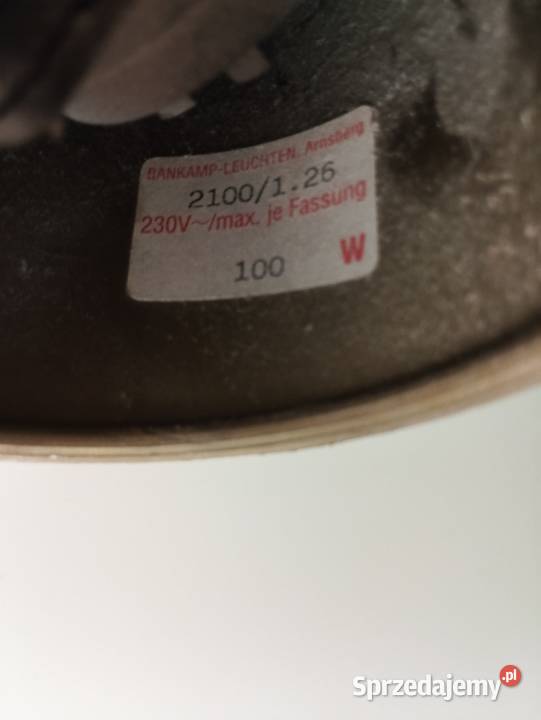 BANKAMP-LEUCHTEN, Arnsberg
2100/1.26
230V~/max. je Fassung
100 W
Sprzedajemy.pl